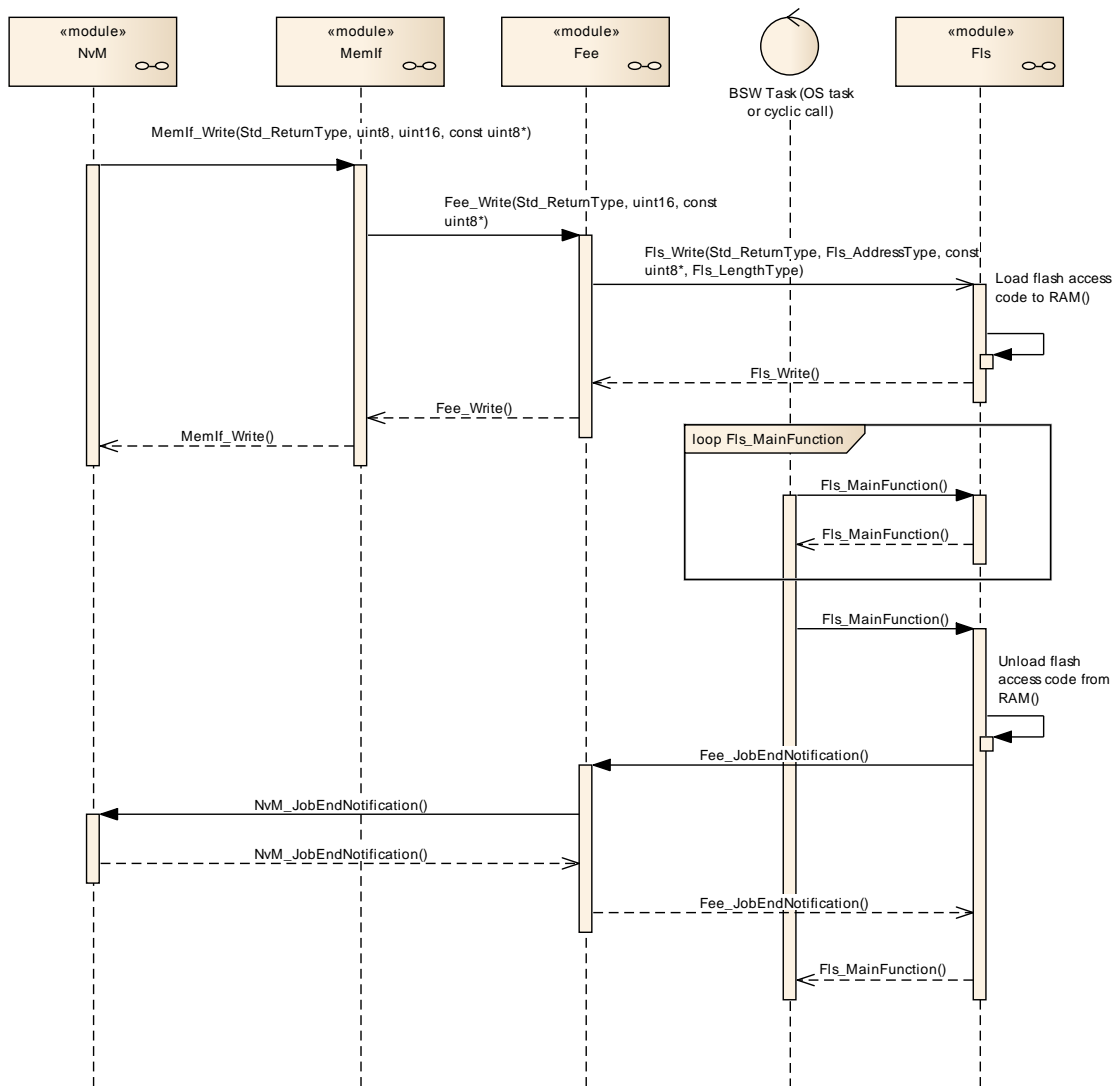 «module»
NvM
«module»
MemIf
«module»
Fee
BSW Task (OS task
or cyclic call)
«module»
Fls
MemIf_Write(Std_ReturnType, uint8, uint16, const uint8*)
Fee_Write(Std_ReturnType, uint16, const
uint8*)
Fls_Write(Std_ReturnType, Fls_AddressType, const
uint8*, Fls_LengthType)
Load flash access
code to RAM()
Fls_Write()
Fee_Write()
MemIf_Write()
loop Fls_MainFunction
Fls_MainFunction()
Fls_MainFunction()
Fls_MainFunction()
Unload flash
access code from
RAM()
Fee_JobEndNotification()
NvM_JobEndNotification()
NvM_JobEndNotification()
Fee_JobEndNotification()
Fls_MainFunction()